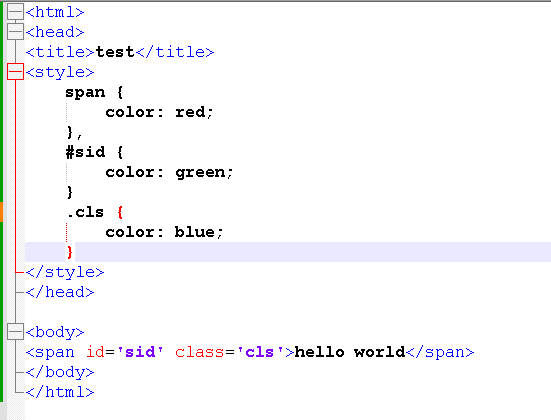 <html>
<head>
<title>test</title>
<style>
    span {
        color: red;
    },
    #sid {
        color: green;
    }
    .cls {
        color: blue;
    }
</style>
</head>

<body>
<span id='sid' class='cls'>hello world</span>
</body>
</html>